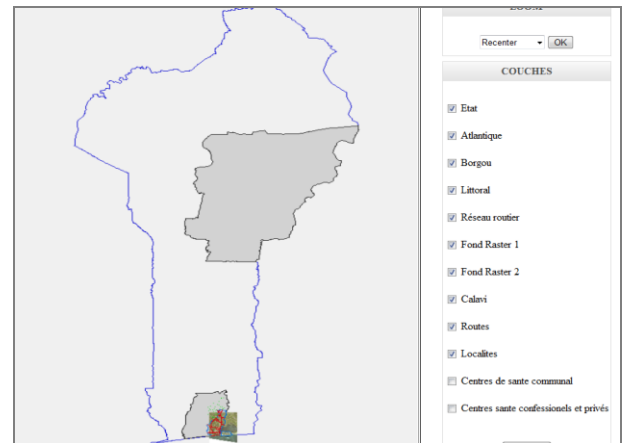 ZOOM
Recenter OK
COUCHES
Etat
Atlantique
Borgou
Littoral
Réseau routier
Fond Raster 1
Fond Raster 2
Calavi
Routes
Localites
Centres de sante communal
Centres sante confessionels et privés